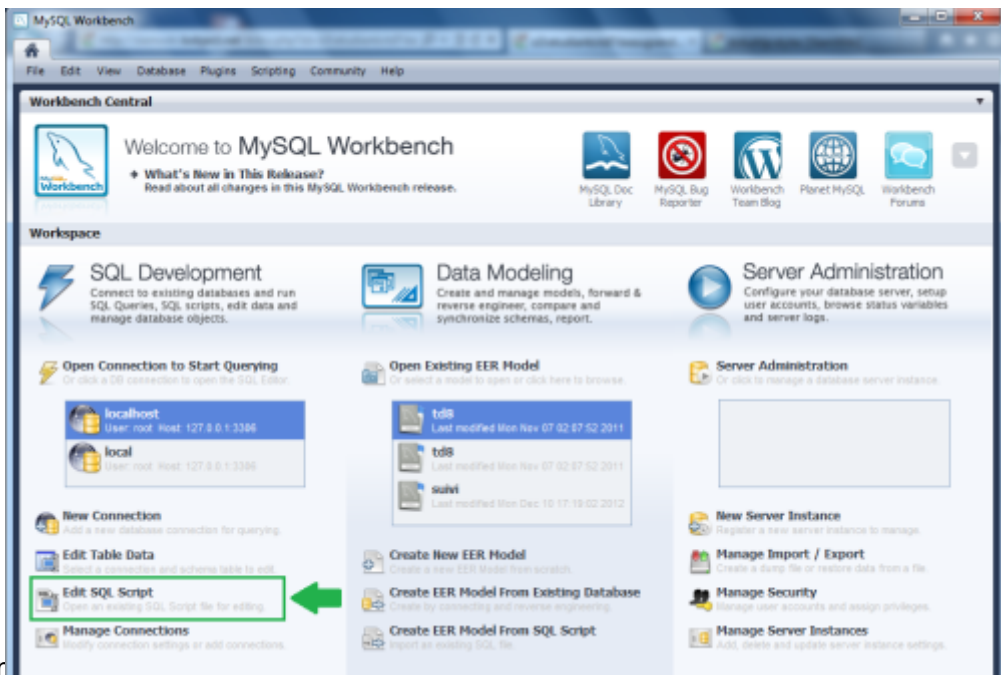 MySQL Workbench
File Edit View Database Plugins Scripting Community Help
Workbench Central
Welcome to MySQL Workbench
What's New in This Release?
Read about all changes in this MySQL Workbench release.
MySQL Workbench
MySQL Doc Library
MySQL Bug Reporter
Workbench Team Blog
Planet MySQL
Workbench Forums
Workspace
SQL Development
Connect to existing databases and run
SQL Queries, SQL scripts, edit data and
manage database objects.
Open Connection to Start Querying
Or click a DB connection to open the SQL Editor.
localhost
User: root Host: 127.0.0.1:3306
local
User: root Host: 127.0.0.1:3306
New Connection
Add a new database connection for querying.
Edit Table Data
Select a connection and schema table to edit.
Edit SQL Script
Open an existing SQL Script file for editing.
Manage Connections
Modify connection settings or add connections.
Data Modeling
Create and manage models, forward &
reverse engineer, compare and
synchronize schemas, report.
Open Existing EER Model
Or select a model to open or click here to browse.
td8
Last modified Mon Nov 07 02:07:52 2011
td8
Last modified Mon Nov 07 02:07:52 2011
suivi
Last modified Mon Dec 10 17:19:02 2012
Create New EER Model
Create a new EER Model from scratch.
Create EER Model From Existing Database
Create by connecting and reverse engineering.
Create EER Model From SQL Script
Import an existing SQL file.
Server Administration
Configure your database server, setup
user accounts, browse status variables
and server logs.
Server Administration
Or click to manage a database server instance.
New Server Instance
Register a new server instance to manage.
Manage Import / Export
Create a dump file or restore data from a file.
Manage Security
Manage user accounts and assign privileges.
Manage Server Instances
Add, delete and update server instance settings.